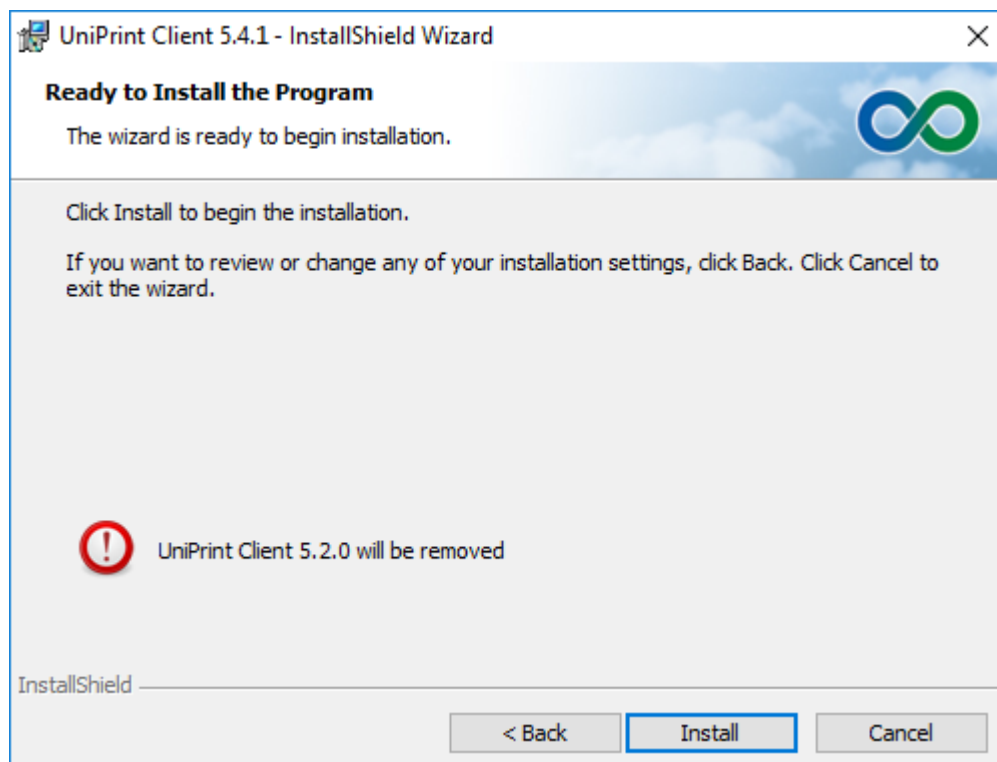 UniPrint Client 5.4.1 - InstallShield Wizard
Ready to Install the Program
The wizard is ready to begin installation.
Click Install to begin the installation.
If you want to review or change any of your installation settings, click Back. Click Cancel to
exit the wizard.
UniPrint Client 5.2.0 will be removed
InstallShield
< Back
Install
Cancel